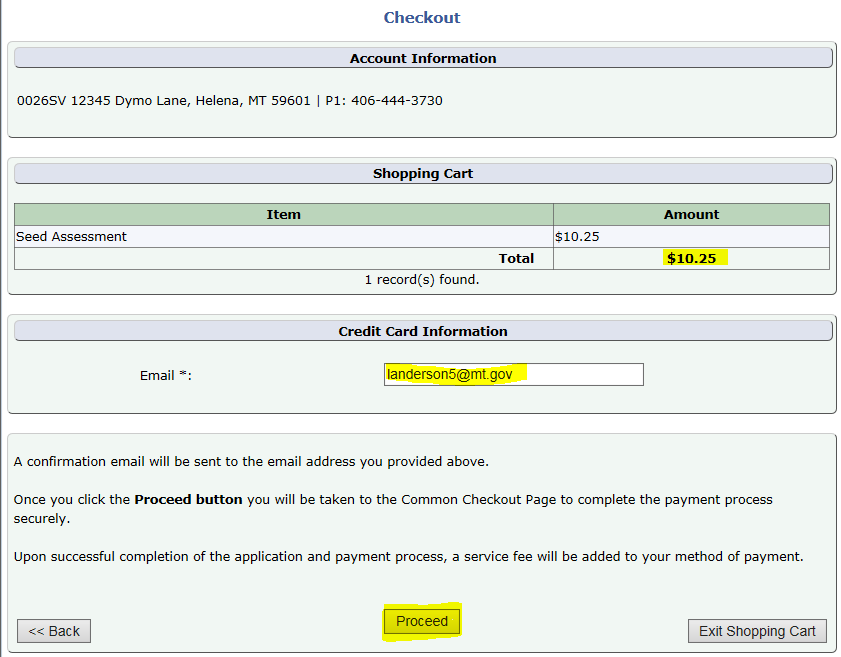 Checkout
Account Information
0026SV 12345 Dymo Lane, Helena, MT 59601 | P1: 406-444-3730
Shopping Cart
Item Amount
Seed Assessment $10.25
Total $10.25
1 record(s) found.
Credit Card Information
Email *: landerson5@mt.gov
A confirmation email will be sent to the email address you provided above.
Once you click the Proceed button you will be taken to the Common Checkout Page to complete the payment process
securely.
Upon successful completion of the application and payment process, a service fee will be added to your method of payment.
<< Back Proceed Exit Shopping Cart